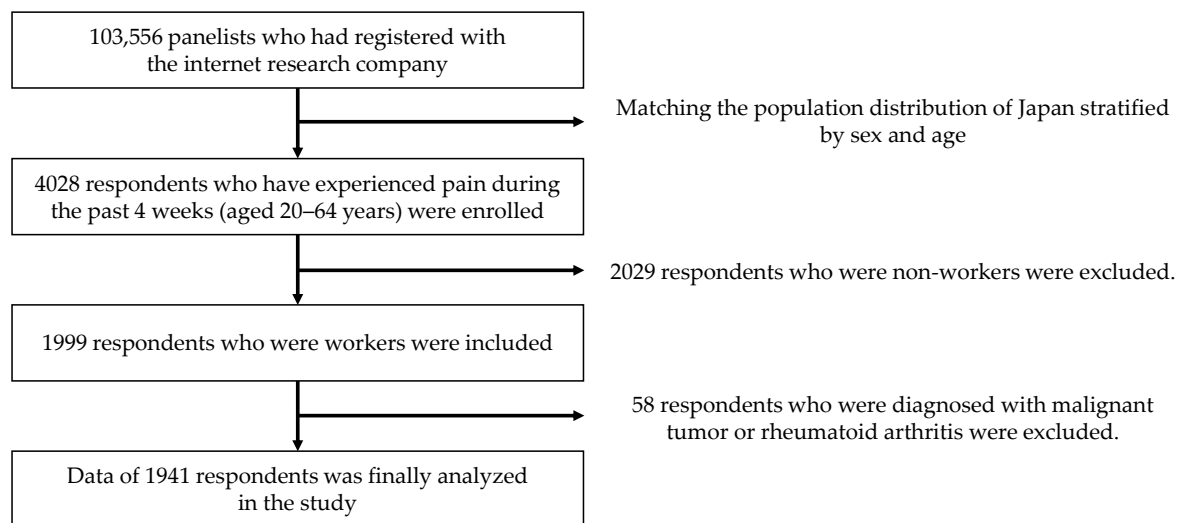 103,556 panelists who had registered with
the internet research company
Matching the population distribution of Japan stratified
by sex and age
4028 respondents who have experienced pain during
the past 4 weeks (aged 20–64 years) were enrolled
2029 respondents who were non-workers were excluded.
1999 respondents who were workers were included
58 respondents who were diagnosed with malignant
tumor or rheumatoid arthritis were excluded.
Data of 1941 respondents was finally analyzed
in the study